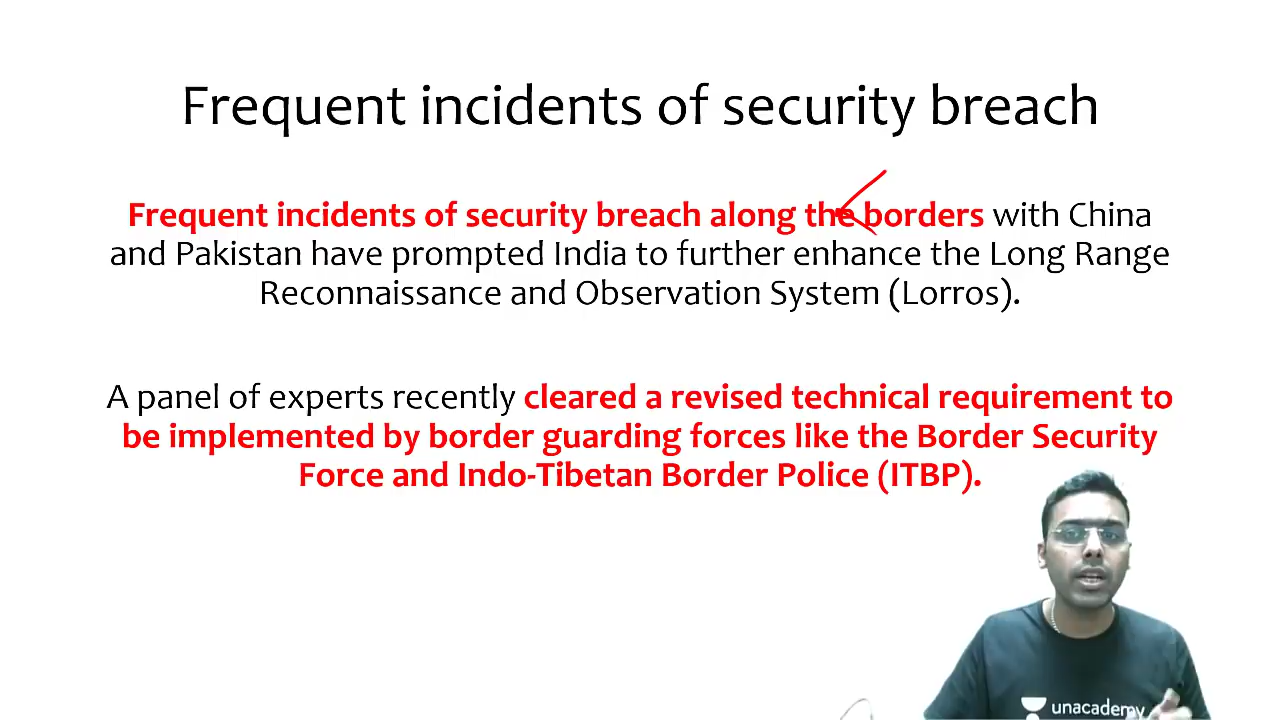 Frequent incidents of security breach
Frequent incidents of security breach along the borders with China
and Pakistan have prompted India to further enhance the Long Range
Reconnaissance and Observation System (Lorros).
A panel of experts recently cleared a revised technical requirement to
be implemented by border guarding forces like the Border Security
Force and Indo-Tibetan Border Police (ITBP).
unacademy